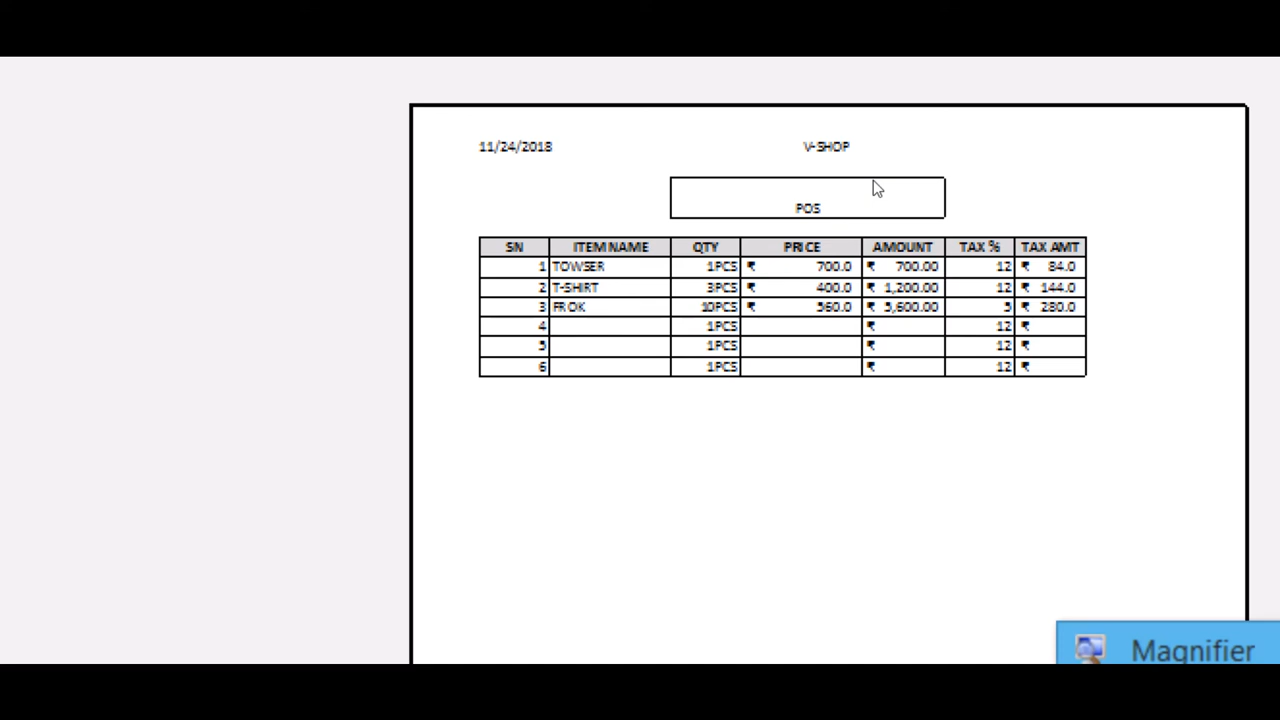 11/24/2018 V-SHOP
POS
SN ITEM NAME QTY PRICE AMOUNT TAX % TAX AMT
1 TOWSER 1PCS ₹ 700.0 ₹ 700.00 12 ₹ 84.0
2 T-SHIRT 3PCS ₹ 400.0 ₹ 1,200.00 12 ₹ 144.0
3 FROK 10PCS ₹ 560.0 ₹ 5,600.00 5 ₹ 280.0
4 1PCS ₹ 12 ₹
5 1PCS ₹ 12 ₹
6 1PCS ₹ 12 ₹
Magnifier